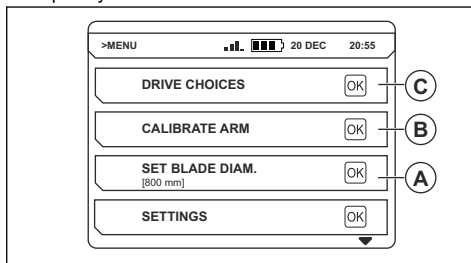 >MENU 20 DEC 20:55
DRIVE CHOICES OK C
CALIBRATE ARM OK B
SET BLADE DIAM. OK A
[800 mm]
SETTINGS OK